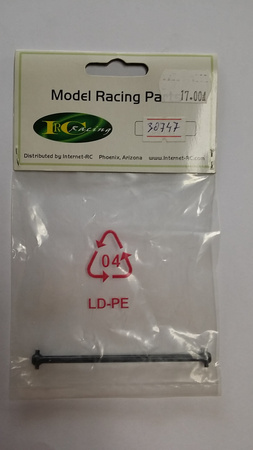 Model Racing Pa
17-004
IRC Racing
38747
Distributed by Internet-RC Phoenix, Arizona www.Internet-RC.com
04
LD-PE